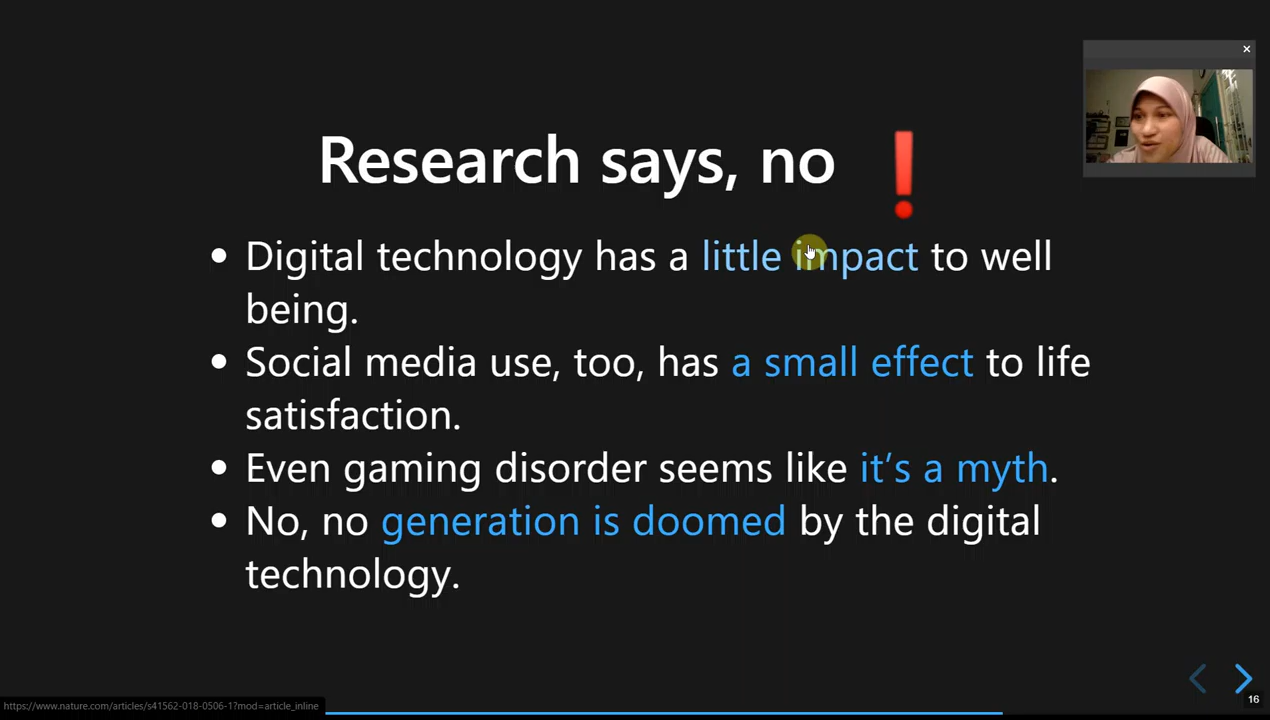 Research says, no❗
Digital technology has a little impact to well
being.
Social media use, too, has a small effect to life
satisfaction.
Even gaming disorder seems like it's a myth.
No, no generation is doomed by the digital
technology.
16
https://www.nature.com/articles/s41562-018-0506-1?mod=article_inline